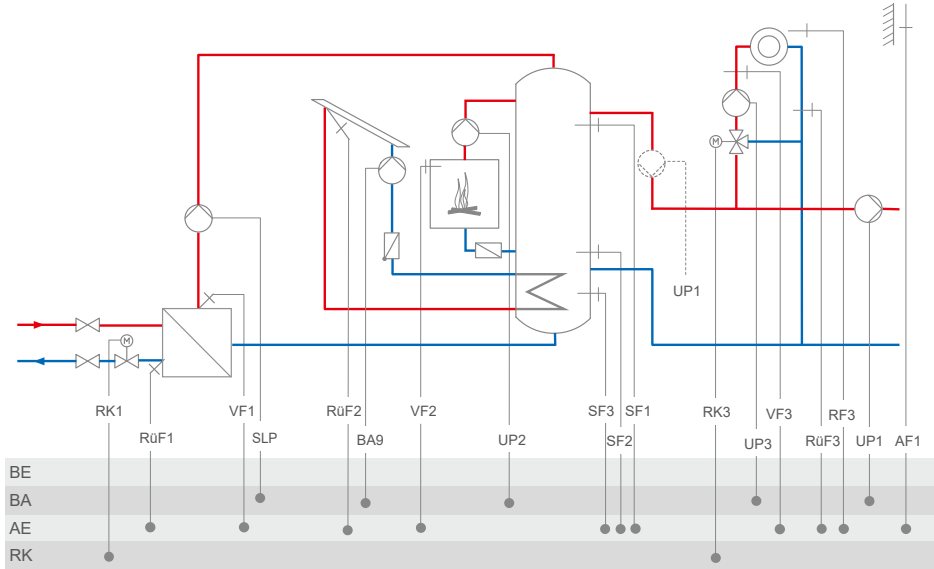 M
UP1
M
RK1
VF1
RüF2
VF2
SF3
SF1
RK3
VF3
RF3
RüF1
SLP
BA9
UP2
SF2
UP3
RüF3
UP1
AF1
BE
BA
AE
RK